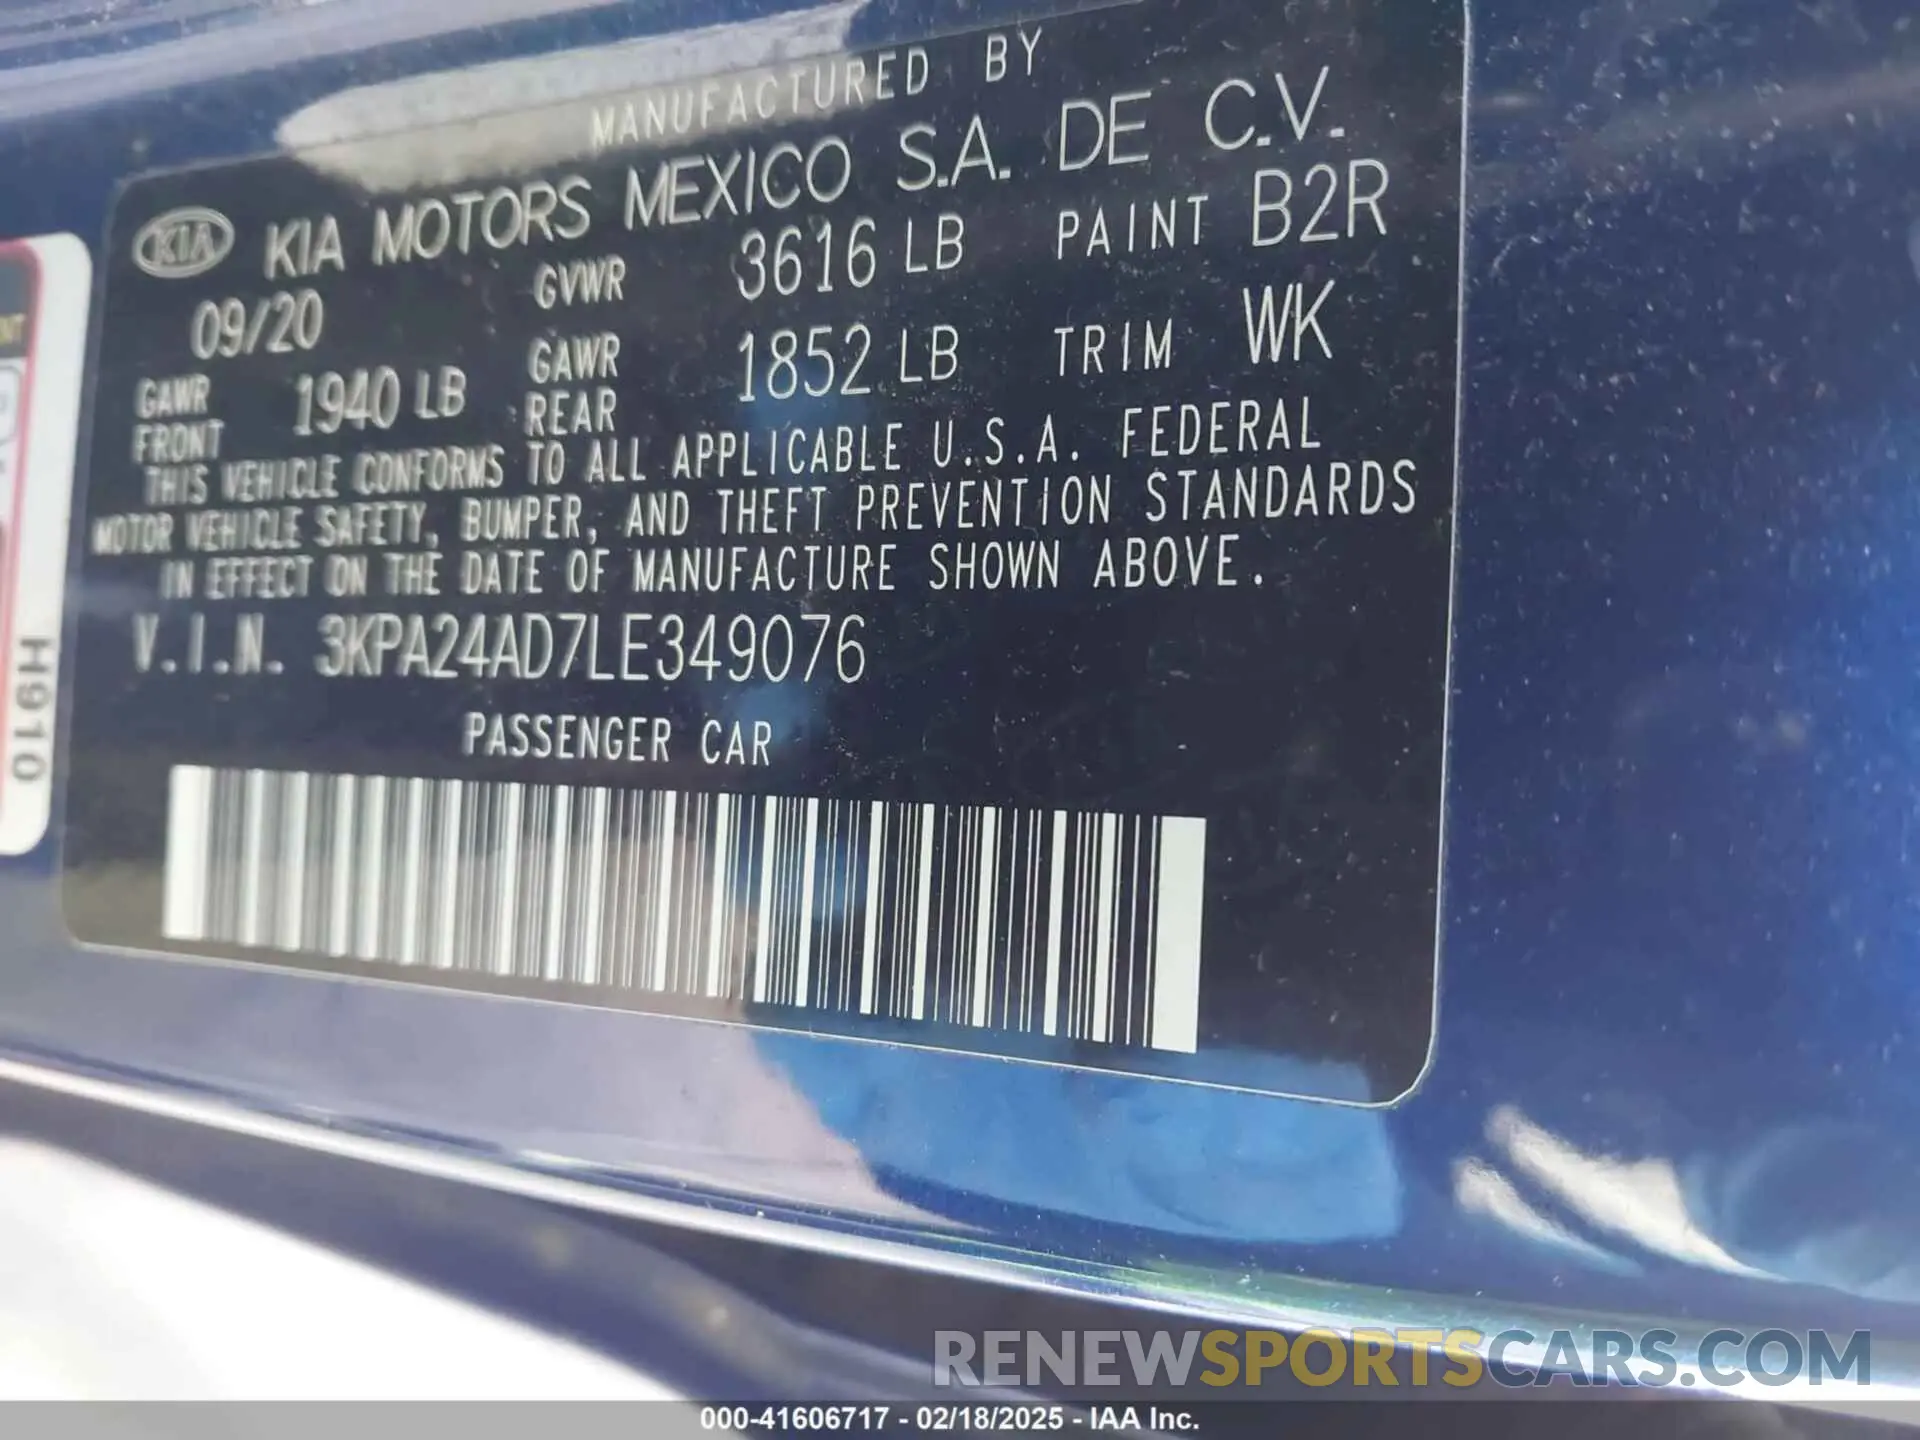 MANUFACTURED BY
KIA KIA MOTORS MEXICO S.A. DE C.V.
09/20 GVWR 3616 LB PAINT B2R
GAWR FRONT 1940 LB GAWR REAR 1852 LB TRIM WK
THIS VEHICLE CONFORMS TO ALL APPLICABLE U.S.A. FEDERAL
MOTOR VEHICLE SAFETY, BUMPER, AND THEFT PREVENTION STANDARDS
IN EFFECT ON THE DATE OF MANUFACTURE SHOWN ABOVE.
V.I.N. 3KPA24AD7LE349076
PASSENGER CAR
H910
RENEWSPORTSCARS.COM
000-41606717 - 02/18/2025 - IAA Inc.